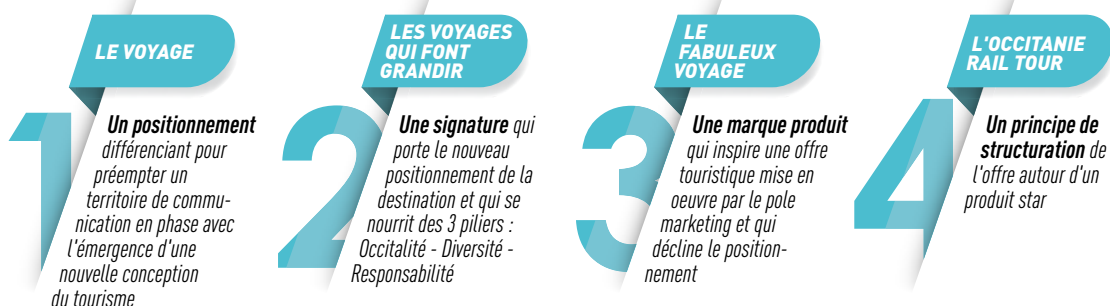 LE VOYAGE
1
Un positionnement
différenciant pour
préempter un
territoire de commu-
nication en phase avec
l'émergence d'une
nouvelle conception
du tourisme
LES VOYAGES
QUI FONT
GRANDIR
2
Une signature qui
porte le nouveau
positionnement de la
destination et qui se
nourrit des 3 piliers :
Occitalité - Diversité -
Responsabilité
LE
FABULEUX
VOYAGE
3
Une marque produit
qui inspire une offre
touristique mise en
oeuvre par le pole
marketing et qui
décline le position-
nement
L'OCCITANIE
RAIL TOUR
4
Un principe de
structuration de
l'offre autour d'un
produit star